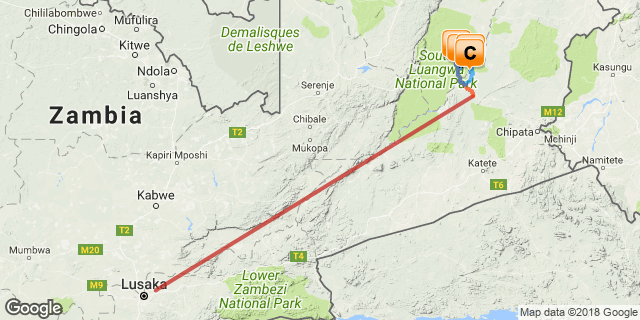 Chililabombwe
Mufulira
Chingola
Kitwe
Ndola
Luanshya
Zambia
Demalisques
de Leshwe
Serenje
Chibale
Mukopa
T2
Kapiri Mposhi
Kabwe
T2
Mumbwa
M20
M9
Lusaka
Lower
Zambezi
National Park
T4
C
South
Luangwa
National Park
Kasungu
M12
Chipata
Mchinji
Katete
Namitete
T6
Google
Google
Map data ©2018 Google